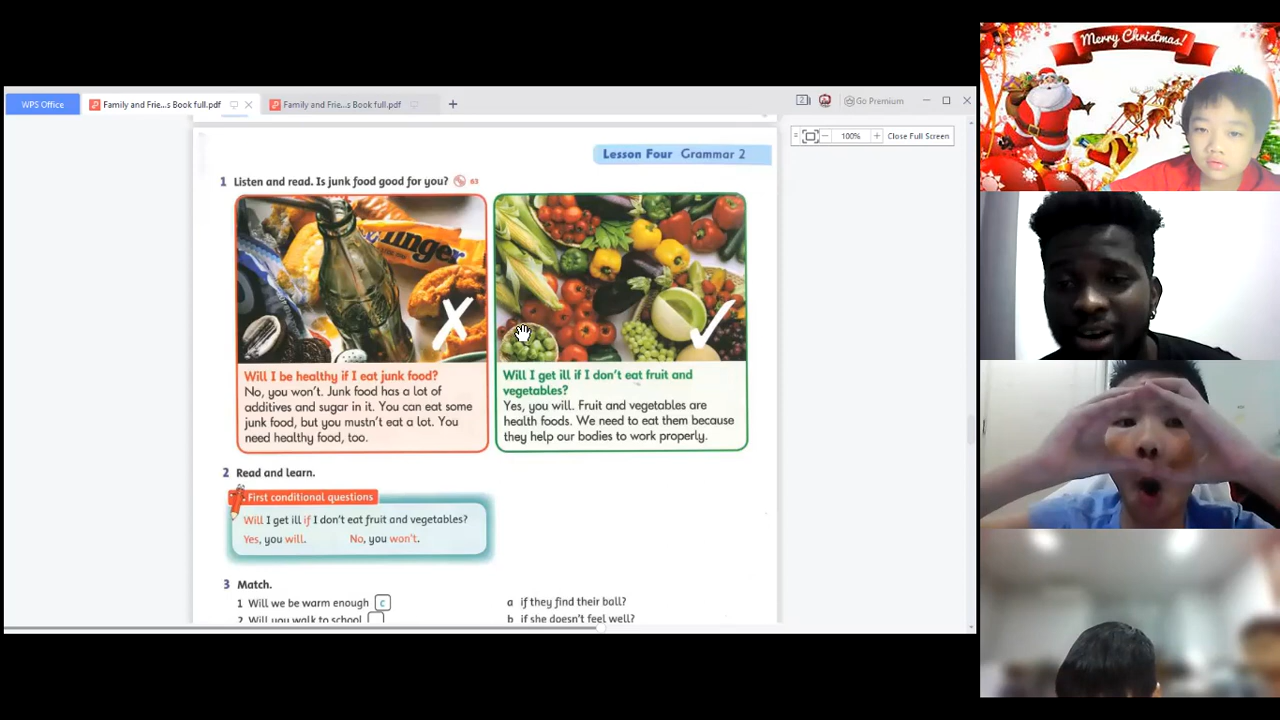 WPS Office
Family and Frie...s Book full.pdf
Family and Frie...s Book full.pdf
Go Premium
100%
Close Full Screen
Lesson Four Grammar 2
1 Listen and read. Is junk food good for you? 63
Will I be healthy if I eat junk food?
No, you won't. Junk food has a lot of
additives and sugar in it. You can eat some
junk food, but you mustn't eat a lot. You
need healthy food, too.
Will I get ill if I don't eat fruit and
vegetables?
Yes, you will. Fruit and vegetables are
health foods. We need to eat them because
they help our bodies to work properly.
2 Read and learn.
First conditional questions
Will I get ill if I don't eat fruit and vegetables?
Yes, you will. No, you won't.
3 Match.
1 Will we be warm enough c
a if they find their ball?
2 Will you walk to school
b if she doesn't feel well?
Merry Christmas!